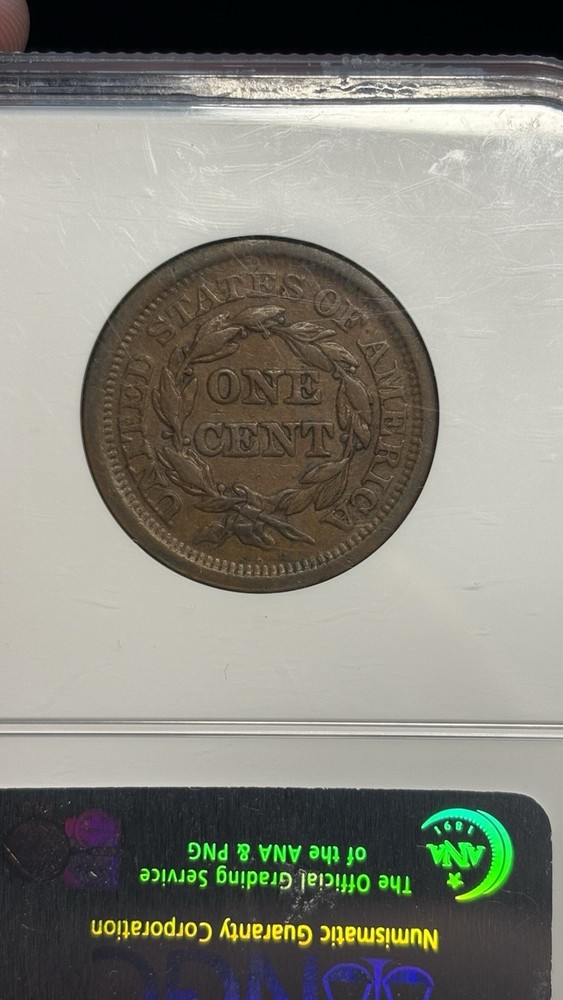 UNITED STATES OF AMERICA
ONE
CENT
Numismatic Guaranty Corporation
The Official Grading Service
of the ANA & PNG
ANA
1891
NGC